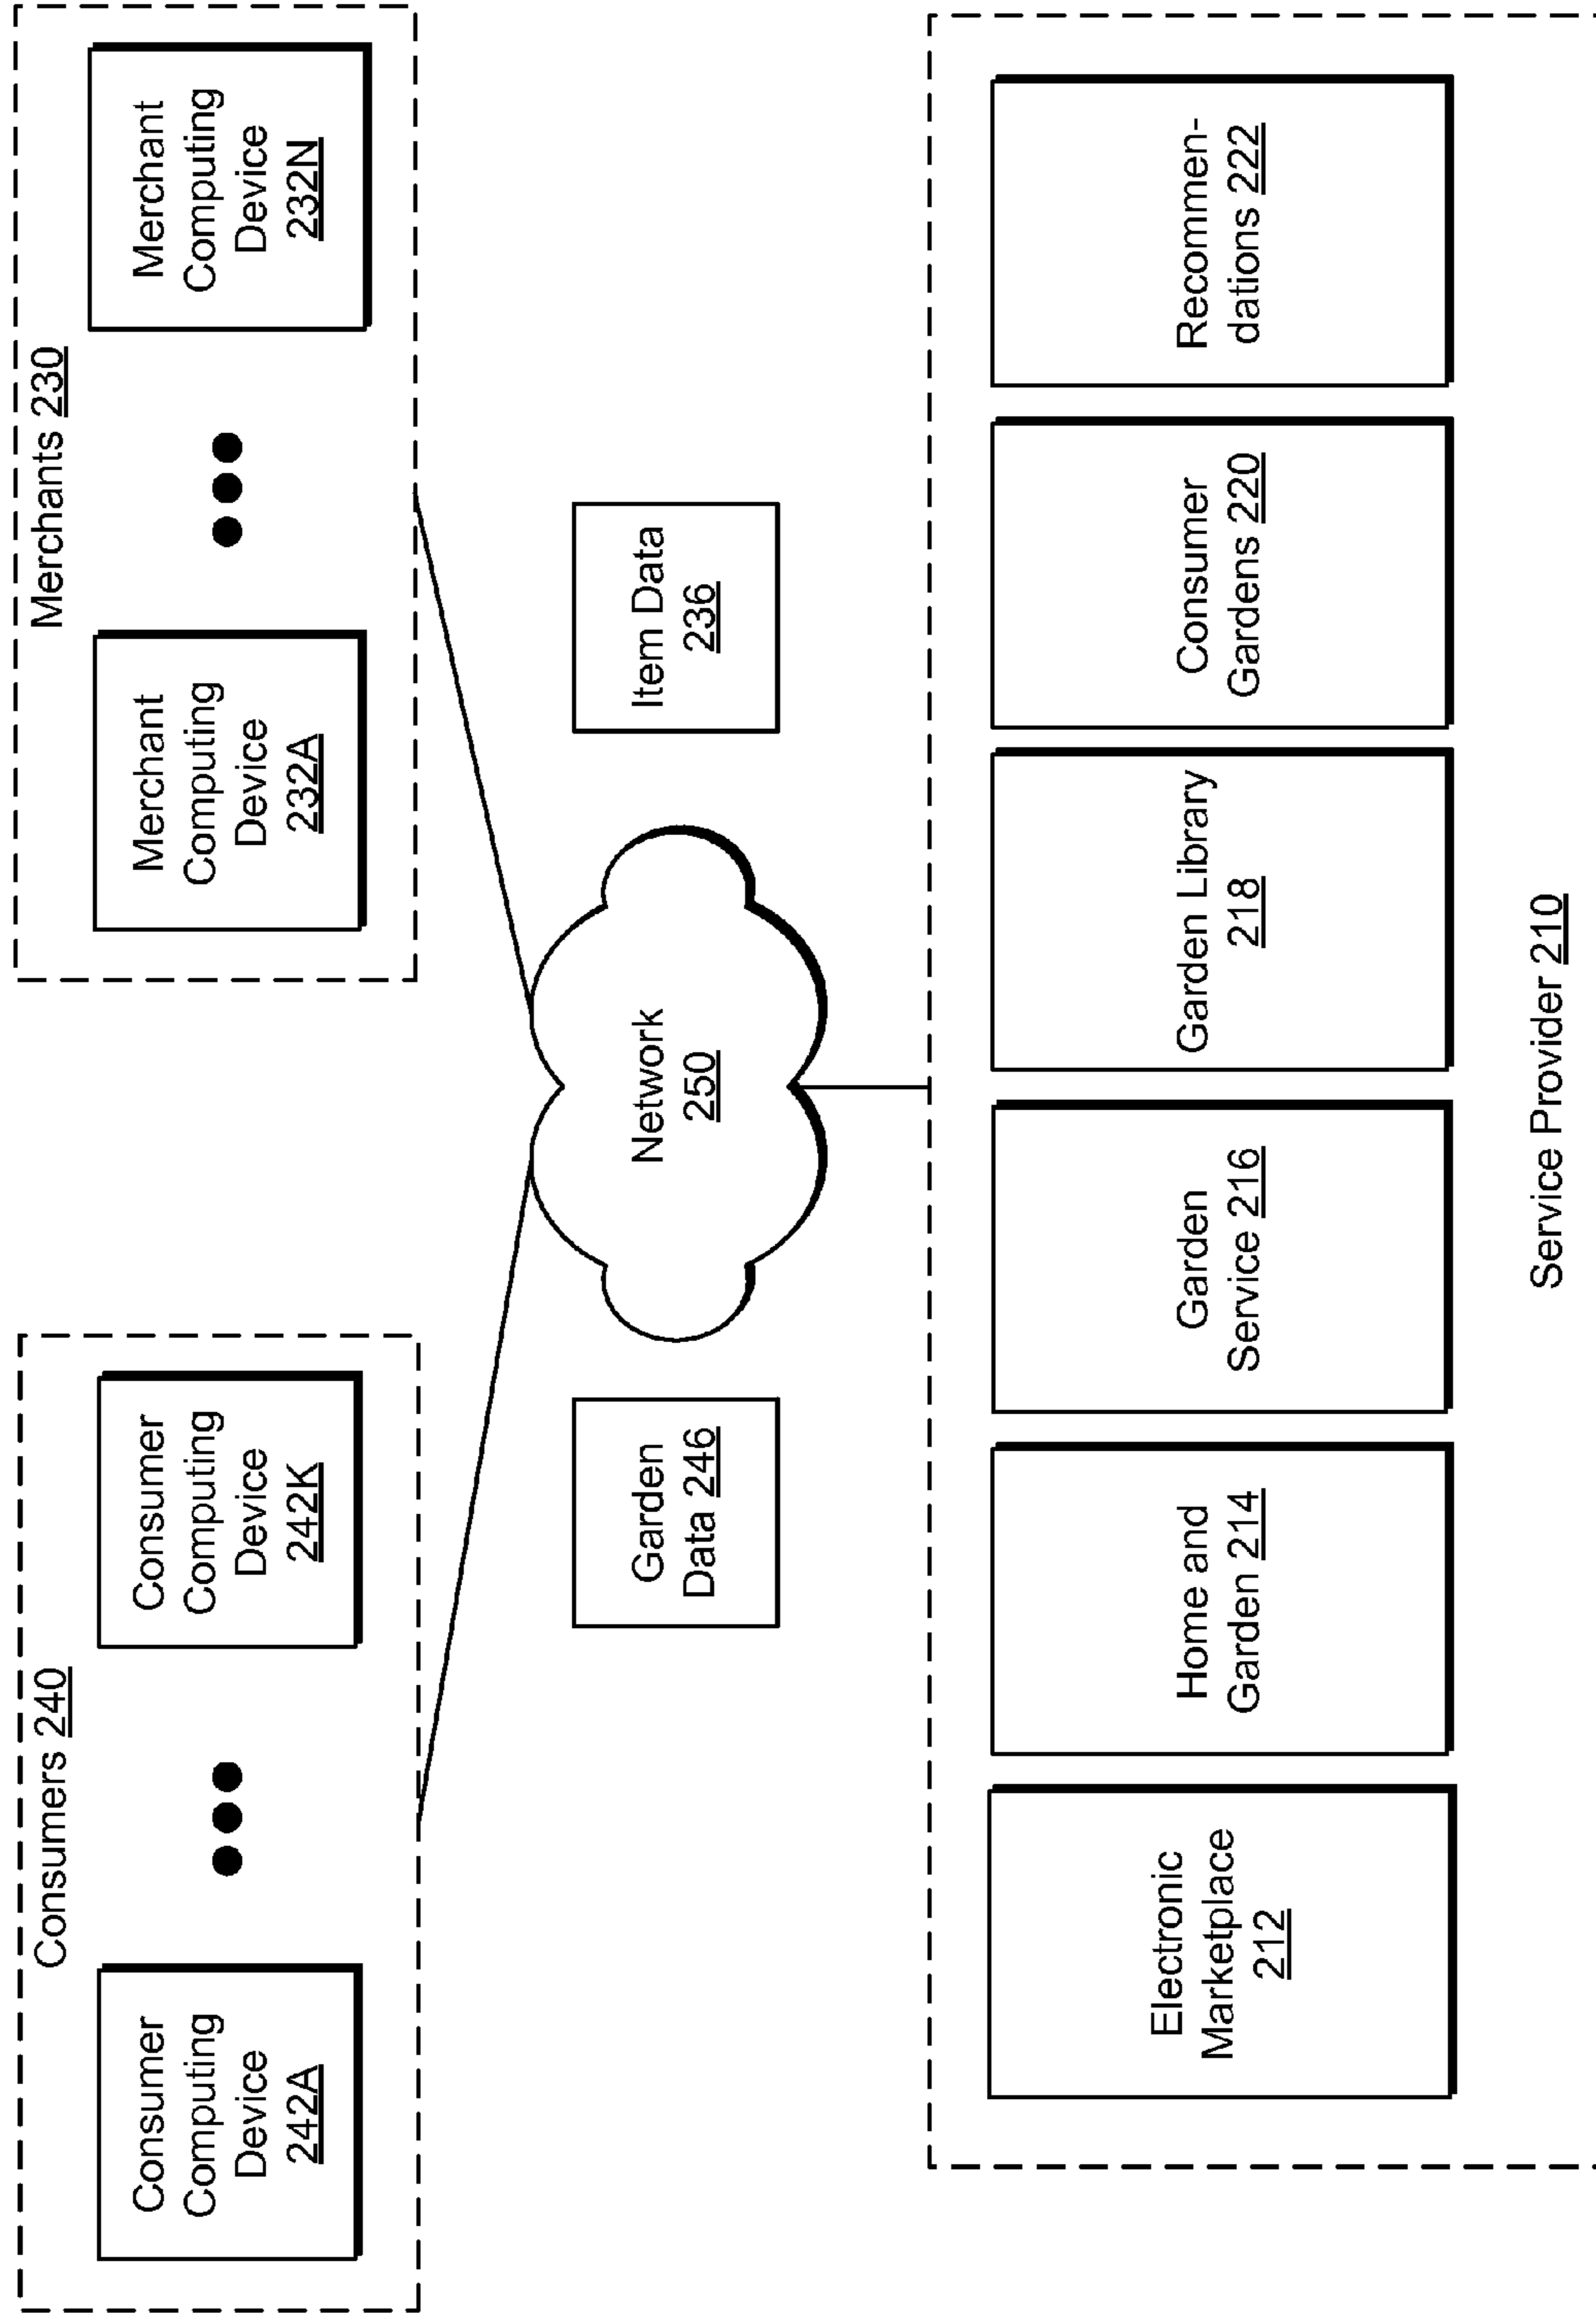 Consumers 240
Consumer
Computing
Device
242A
Consumer
Computing
Device
242K
Merchants 230
Merchant
Computing
Device
232A
Merchant
Computing
Device
232N
Garden
Data 246
Network
250
Item Data
236
Electronic
Marketplace
212
Home and
Garden 214
Garden
Service 216
Garden Library
218
Consumer
Gardens 220
Recommen-
dations 222
Service Provider 210